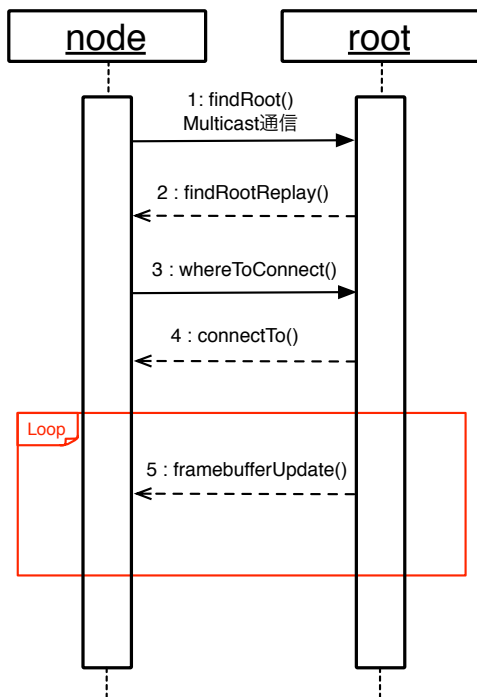 node
root
1: findRoot()
Multicast通信
2 : findRootReplay()
3 : whereToConnect()
4 : connectTo()
Loop
5 : framebufferUpdate()